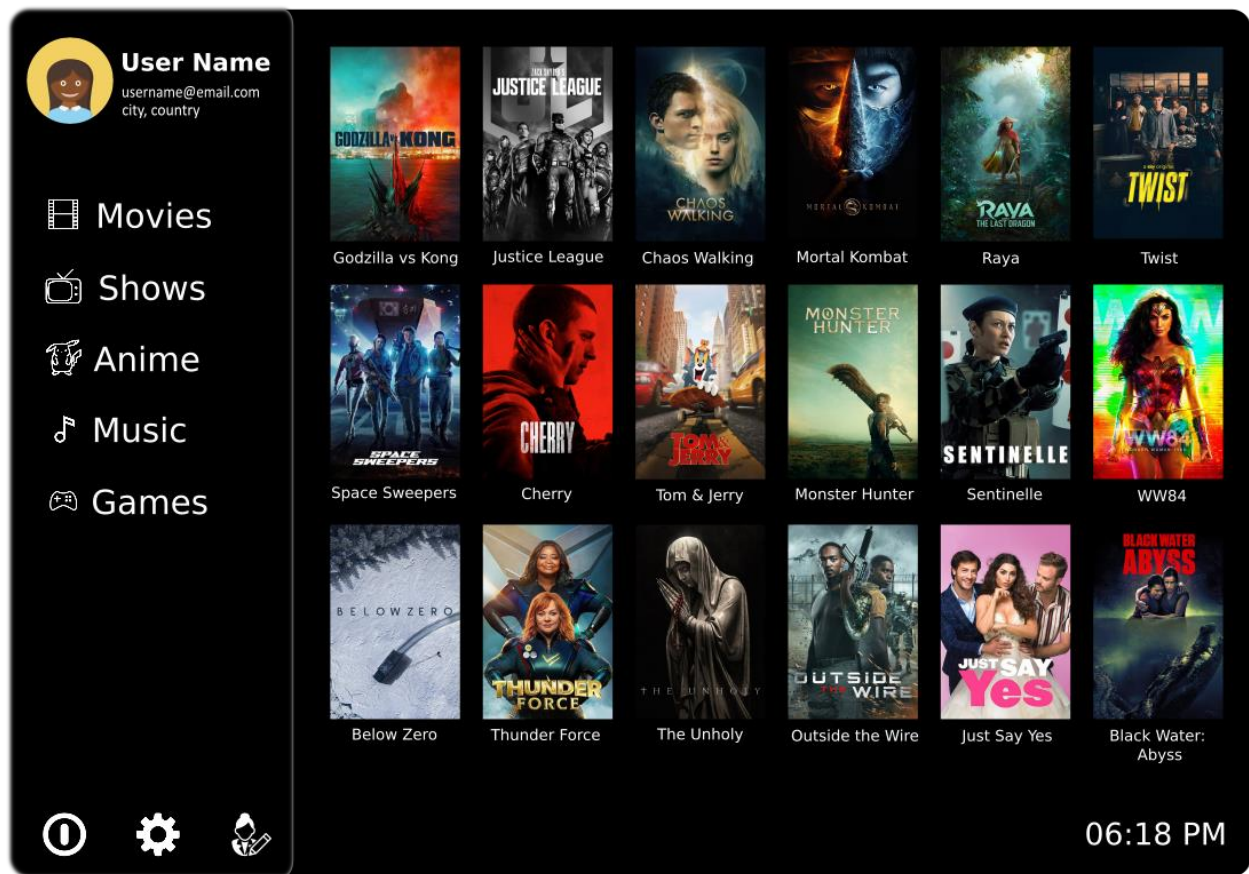 User Name
username@email.com
city, country
Movies
Shows
Anime
Music
Games
ZACK SNYDER'S
JUSTICE LEAGUE
GODZILLA VS KONG
CHAOS
WALKING
MORTAL KOMBAT
RAYA
THE LAST DRAGON
TWIST
Godzilla vs Kong
Justice League
Chaos Walking
Mortal Kombat
Raya
Twist
SPACE
SWEEPERS
CHERRY
TOM&
JERRY
MONSTER
HUNTER
SENTINELLE
WW84
Space Sweepers
Cherry
Tom & Jerry
Monster Hunter
Sentinelle
WW84
BELOW ZERO
THUNDER
FORCE
THE UNHOLY
OUTSIDE
THE WIRE
JUST SAY
Yes
BLACK WATER
ABYSS
Below Zero
Thunder Force
The Unholy
Outside the Wire
Just Say Yes
Black Water:
Abyss
06:18 PM